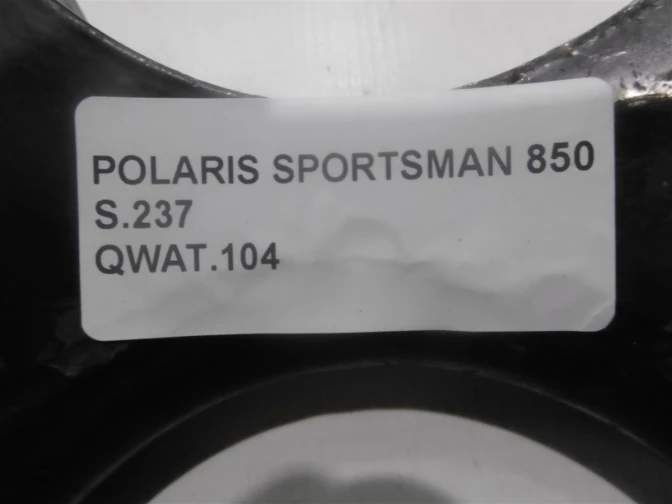 POLARIS SPORTSMAN 850
S.237
QWAT.104